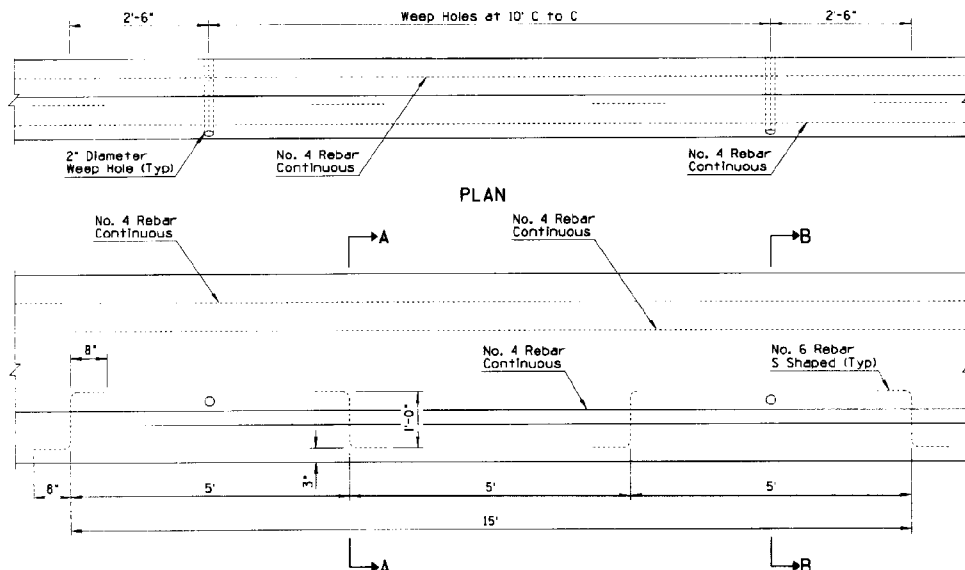 2'-6"
Weep Holes at 10' C to C
2'-6"
2" Diameter
Weep Hole (Typ)
No. 4 Rebar
Continuous
No. 4 Rebar
Continuous
PLAN
No. 4 Rebar
Continuous
No. 4 Rebar
Continuous
A
B
8"
No. 4 Rebar
Continuous
No. 6 Rebar
S Shaped (Typ)
1'-0"
3"
8"
5'
5'
5'
15'
A
B